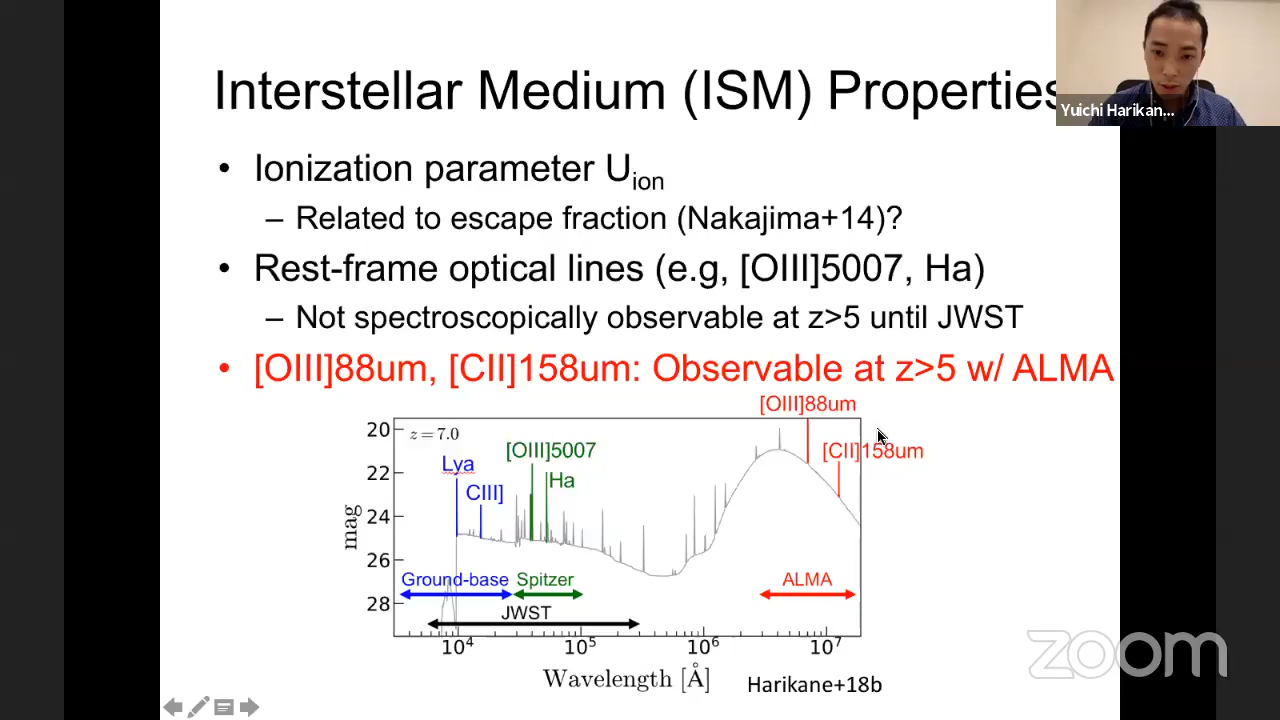 Interstellar Medium (ISM) Properties
Yuichi Harikan...
• Ionization parameter Uion
– Related to escape fraction (Nakajima+14)?
• Rest-frame optical lines (e.g, [OIII]5007, Ha)
– Not spectroscopically observable at z>5 until JWST
• [OIII]88um, [CII]158um: Observable at z>5 w/ ALMA
[OIII]88um
z = 7.0
[OIII]5007
[CII]158um
Lya
CIII]
Ha
20
22
24
26
28
mag
Ground-base
Spitzer
ALMA
JWST
10^4
10^5
10^6
10^7
Wavelength [Å]
Harikane+18b
zoom